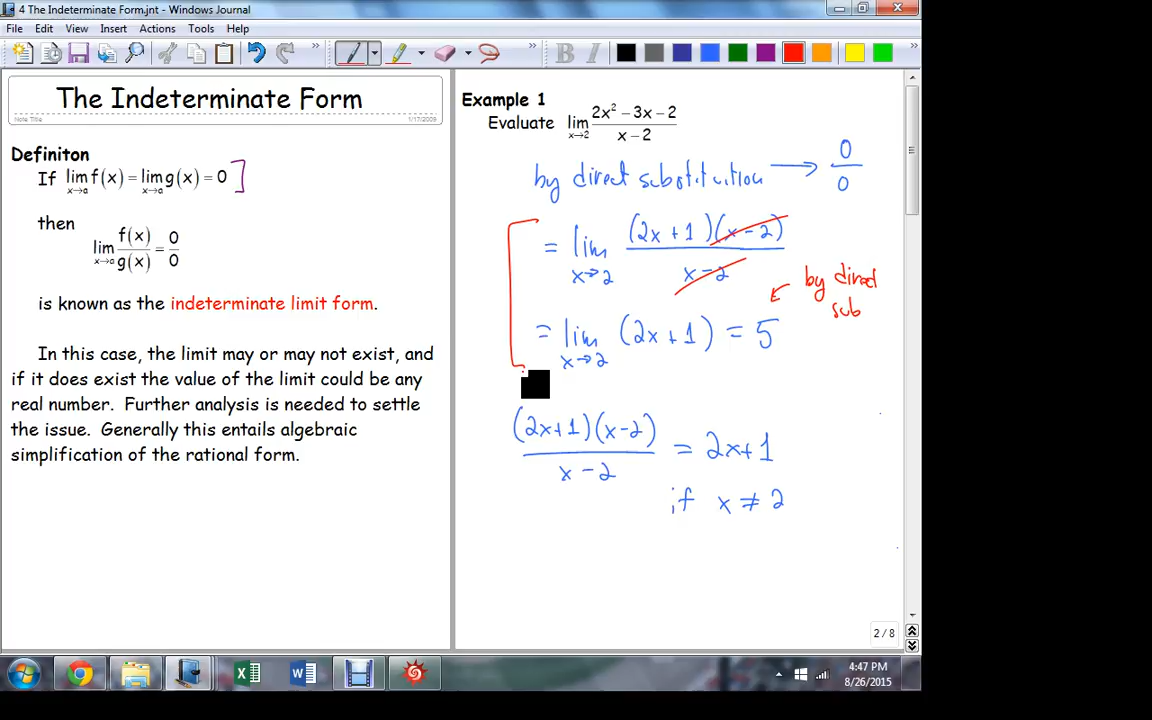 4 The Indeterminate Form.jnt - Windows Journal
File Edit View Insert Actions Tools Help
The Indeterminate Form
Note Title
1/17/2009
Definiton
If lim f(x) = lim g(x) = 0 ]
x→a x→a
then
lim f(x)/g(x) = 0/0
x→a
is known as the indeterminate limit form.
In this case, the limit may or may not exist, and
if it does exist the value of the limit could be any
real number. Further analysis is needed to settle
the issue. Generally this entails algebraic
simplification of the rational form.
Example 1
Evaluate lim (2x² - 3x - 2)/(x - 2)
x→2
by direct substituition → 0/0
= lim (2x + 1)(x - 2)/(x - 2)
x→2
by direct
sub
= lim (2x + 1) = 5
x→2
(2x+1)(x-2)/(x - 2) = 2x+1
if x ≠ 2
2 / 8
4:47 PM
8/26/2015